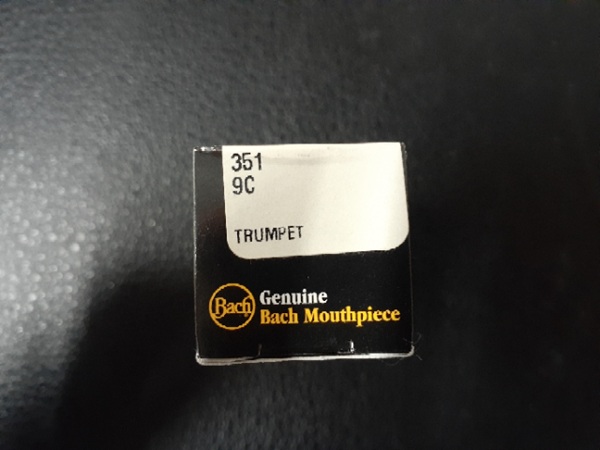 351
9C
TRUMPET
Bach
Genuine
Bach Mouthpiece